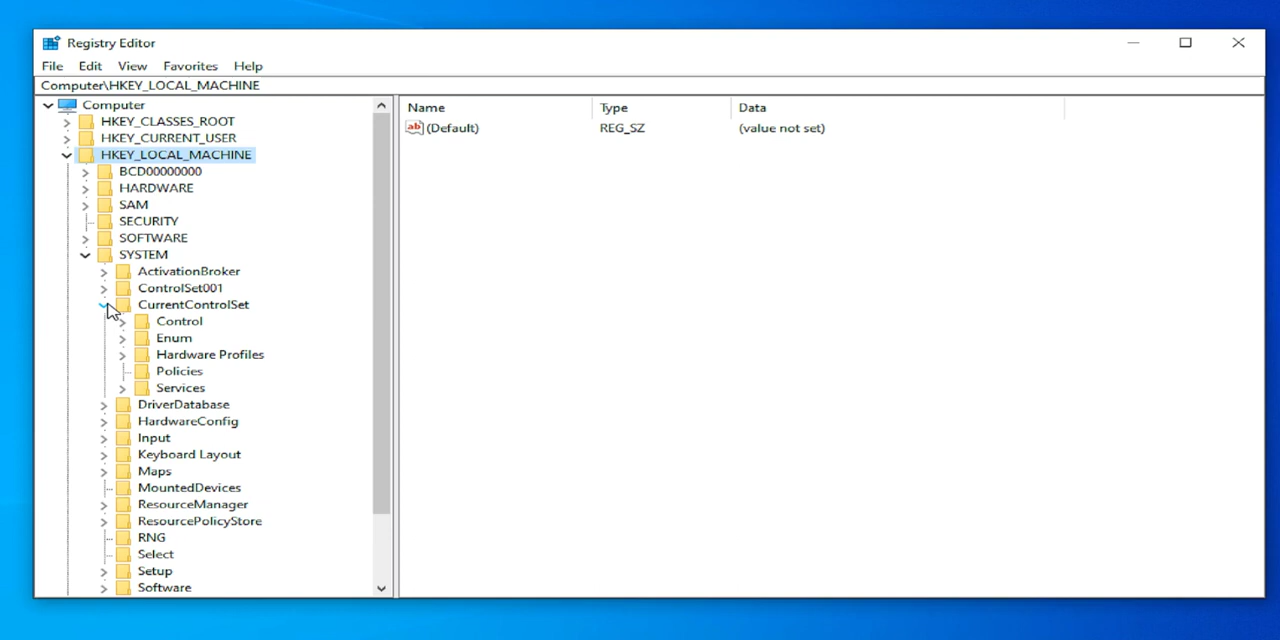 Registry Editor
File Edit View Favorites Help
Computer\HKEY_LOCAL_MACHINE
Computer
HKEY_CLASSES_ROOT
HKEY_CURRENT_USER
HKEY_LOCAL_MACHINE
BCD00000000
HARDWARE
SAM
SECURITY
SOFTWARE
SYSTEM
ActivationBroker
ControlSet001
CurrentControlSet
Control
Enum
Hardware Profiles
Policies
Services
DriverDatabase
HardwareConfig
Input
Keyboard Layout
Maps
MountedDevices
ResourceManager
ResourcePolicyStore
RNG
Select
Setup
Software
Name Type Data
ab (Default) REG_SZ (value not set)